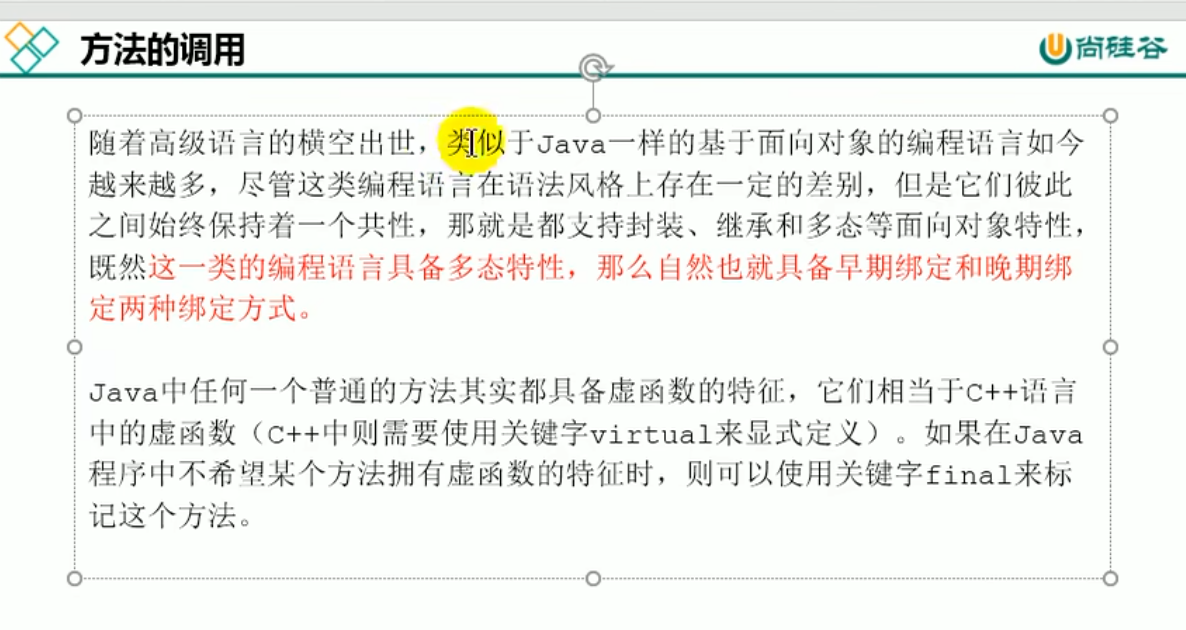 方法的调用
尚硅谷
随着高级语言的横空出世，类似于Java一样的基于面向对象的编程语言如今
越来越多，尽管这类编程语言在语法风格上存在一定的差别，但是它们彼此
之间始终保持着一个共性，那就是都支持封装、继承和多态等面向对象特性，
既然这一类的编程语言具备多态特性，那么自然也就具备早期绑定和晚期绑
定两种绑定方式。
Java中任何一个普通的方法其实都具备虚函数的特征，它们相当于C++语言
中的虚函数（C++中则需要使用关键字virtual来显式定义）。如果在Java
程序中不希望某个方法拥有虚函数的特征时，则可以使用关键字final来标
记这个方法。